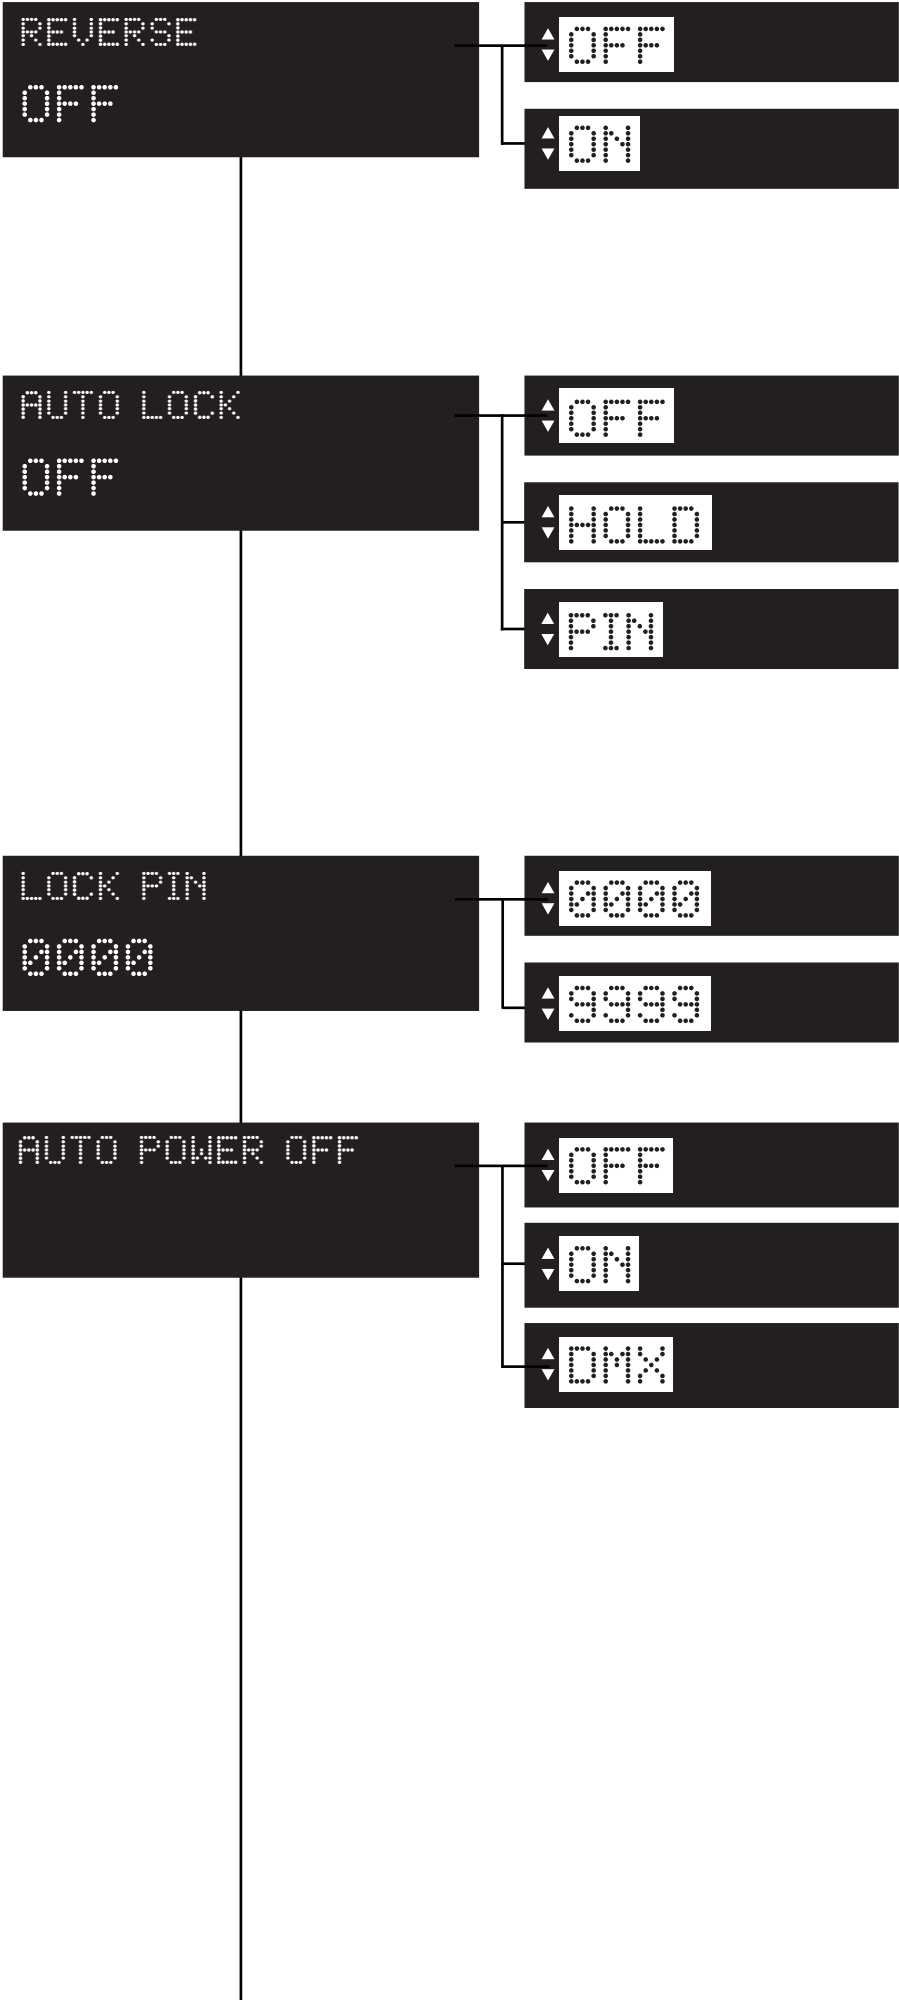 REVERSE
OFF
OFF
ON
AUTO LOCK
OFF
OFF
HOLD
PIN
LOCK PIN
0000
0000
9999
AUTO POWER OFF
OFF
ON
DMX